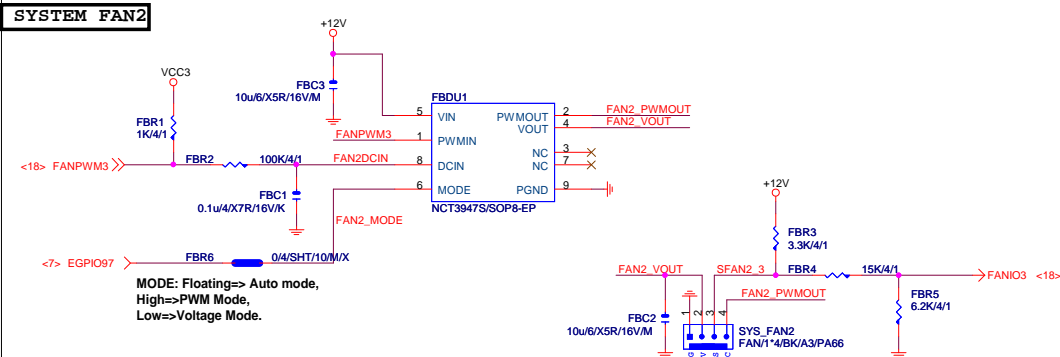 SYSTEM FAN2
+12V
VCC3
FBC3
10u/6/X5R/16V/M
FBDU1
FBR1
1K/4/1
5
VIN
PWMOUT
2
FAN2_PWMOUT
VOUT
4
FAN2_VOUT
FANPWM3
1
PWMIN
NC
3
NC
7
<18> FANPWM3
FBR2
100K/4/1
FAN2DCIN
8
DCIN
6
MODE
PGND
9
FBC1
0.1u/4/X7R/16V/K
NCT3947S/SOP8-EP
FAN2_MODE
+12V
<7> EGPIO97
FBR6
0/4/SHT/10/M/X
MODE: Floating=> Auto mode,
High=>PWM Mode,
Low=>Voltage Mode.
FBR3
3.3K/4/1
FAN2_VOUT
SFAN2_3
FBR4
15K/4/1
FANIO3 <18>
FAN2_PWMOUT
FBR5
6.2K/4/1
FBC2
10u/6/X5R/16V/M
1
2
3
4
SYS_FAN2
FAN/1*4/BK/A3/PA66
G
V
S
C